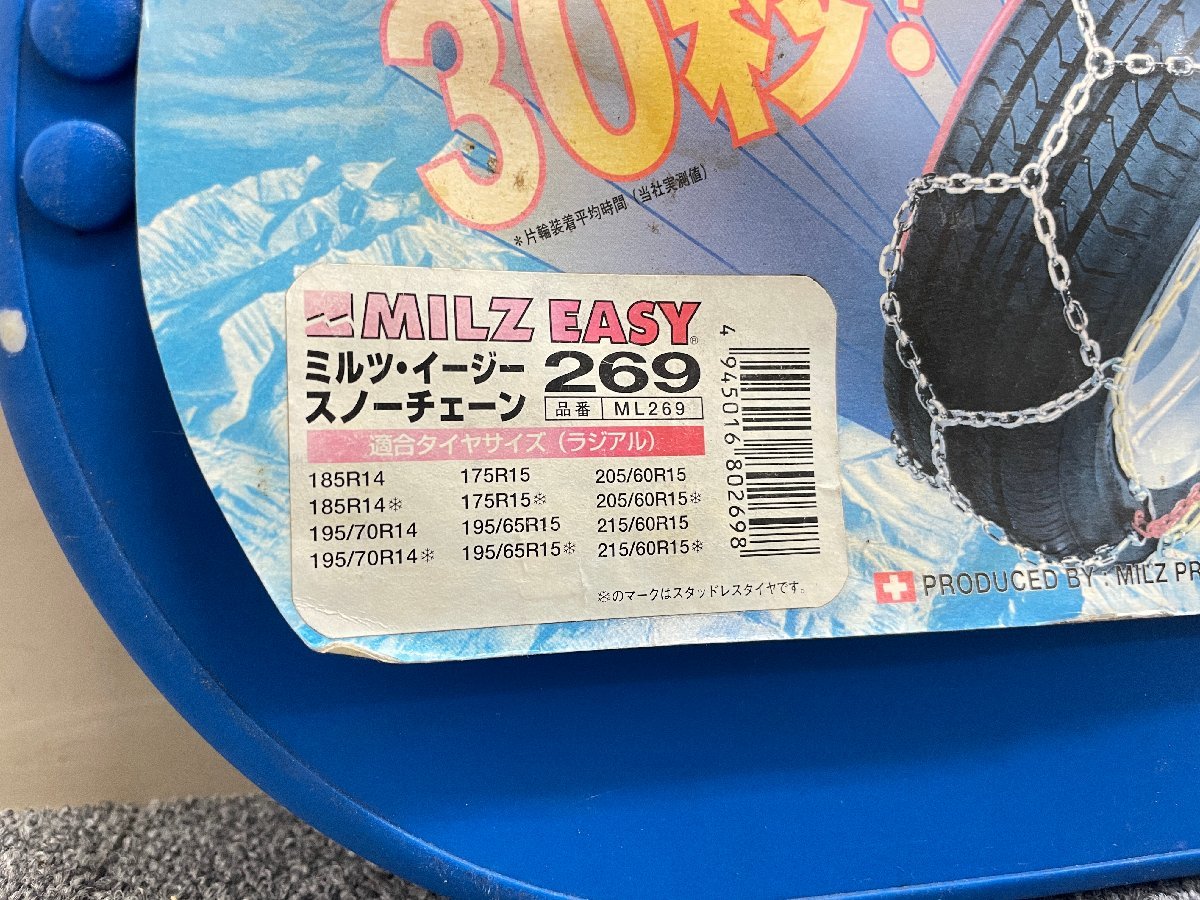 30秒!
*片輪装着平均時間(当社実測値)
MILZ EASY®
ミルツ・イージー
スノーチェーン
269
品番 ML269
適合タイヤサイズ(ラジアル)
185R14 175R15 205/60R15
185R14※ 175R15※ 205/60R15※
195/70R14 195/65R15 215/60R15
195/70R14※ 195/65R15※ 215/60R15※
※のマークはスタッドレスタイヤです。
4 945016 802698
PRODUCED BY : MILZ PR